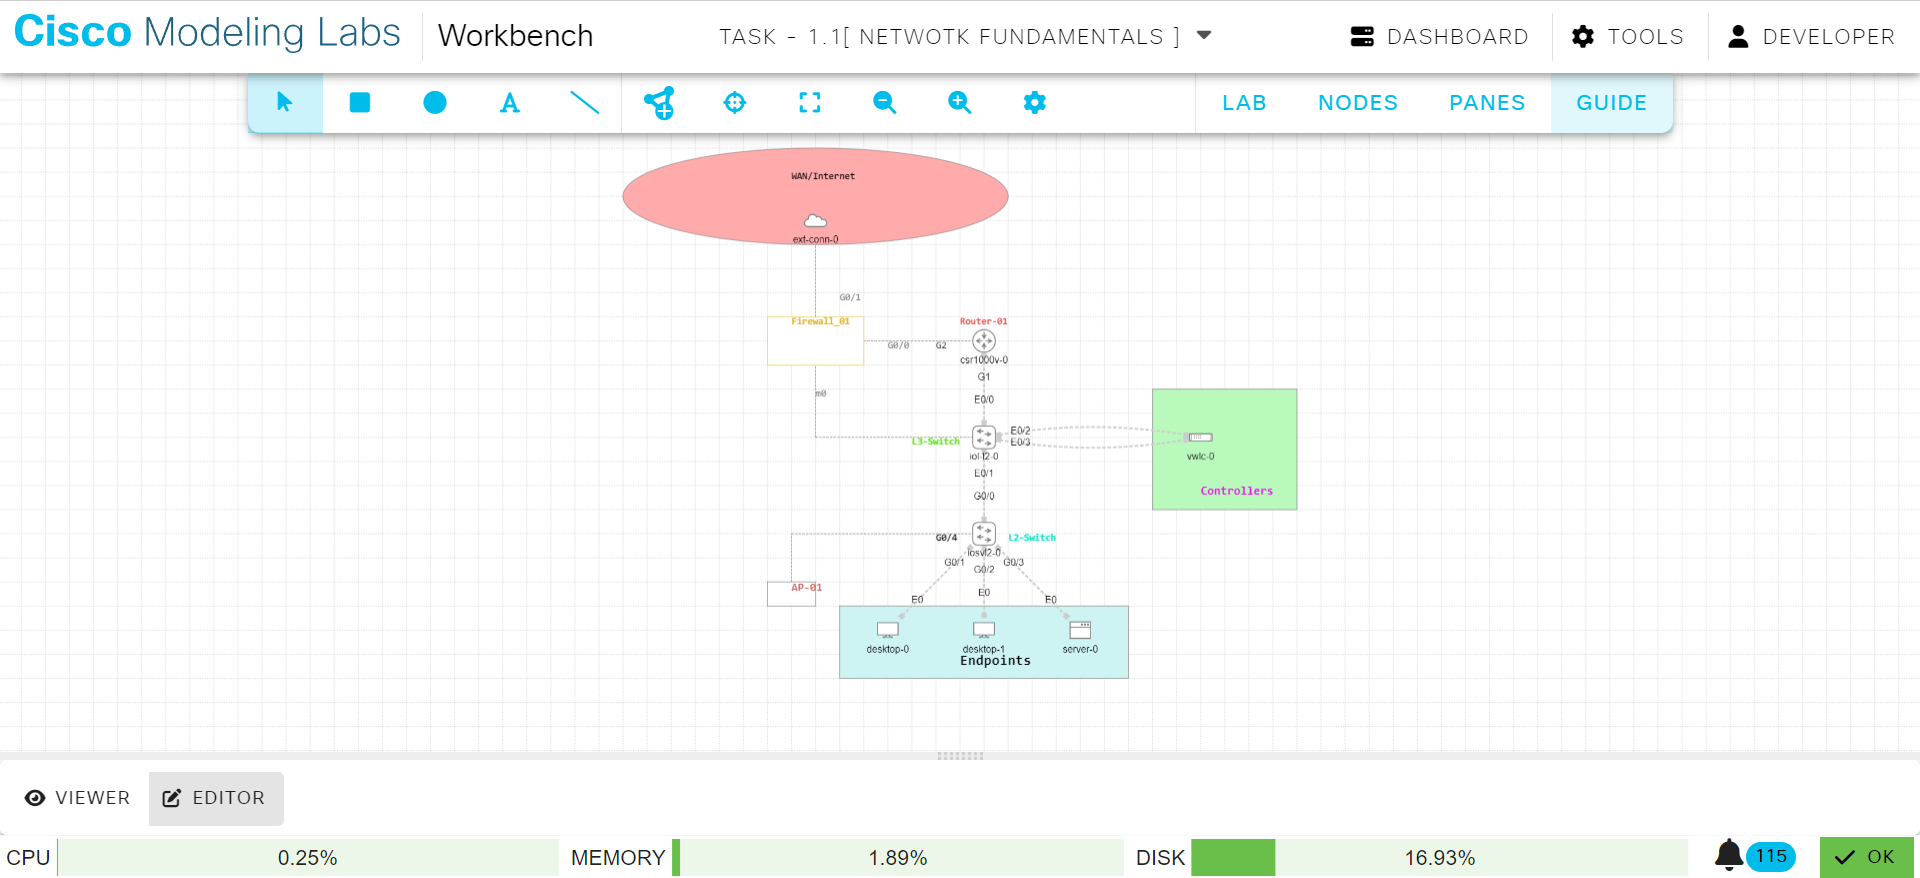 Cisco Modeling Labs Workbench TASK - 1.1[ NETWOTK FUNDAMENTALS ] DASHBOARD TOOLS DEVELOPER
A LAB NODES PANES GUIDE
WAN/Internet
ext-conn-0
G0/1
Firewall_01
Router-01
G0/0 G2
csr1000v-0
G1
m0
E0/0
L3-Switch
E0/2
E0/3
iol-l2-0
vwlc-0
E0/1
Controllers
G0/0
G0/4
L2-Switch
iosvl2-0
G0/1 G0/2 G0/3
AP-01
E0 E0 E0
desktop-0 desktop-1 server-0
Endpoints
VIEWER EDITOR
CPU 0.25% MEMORY 1.89% DISK 16.93% 115 OK